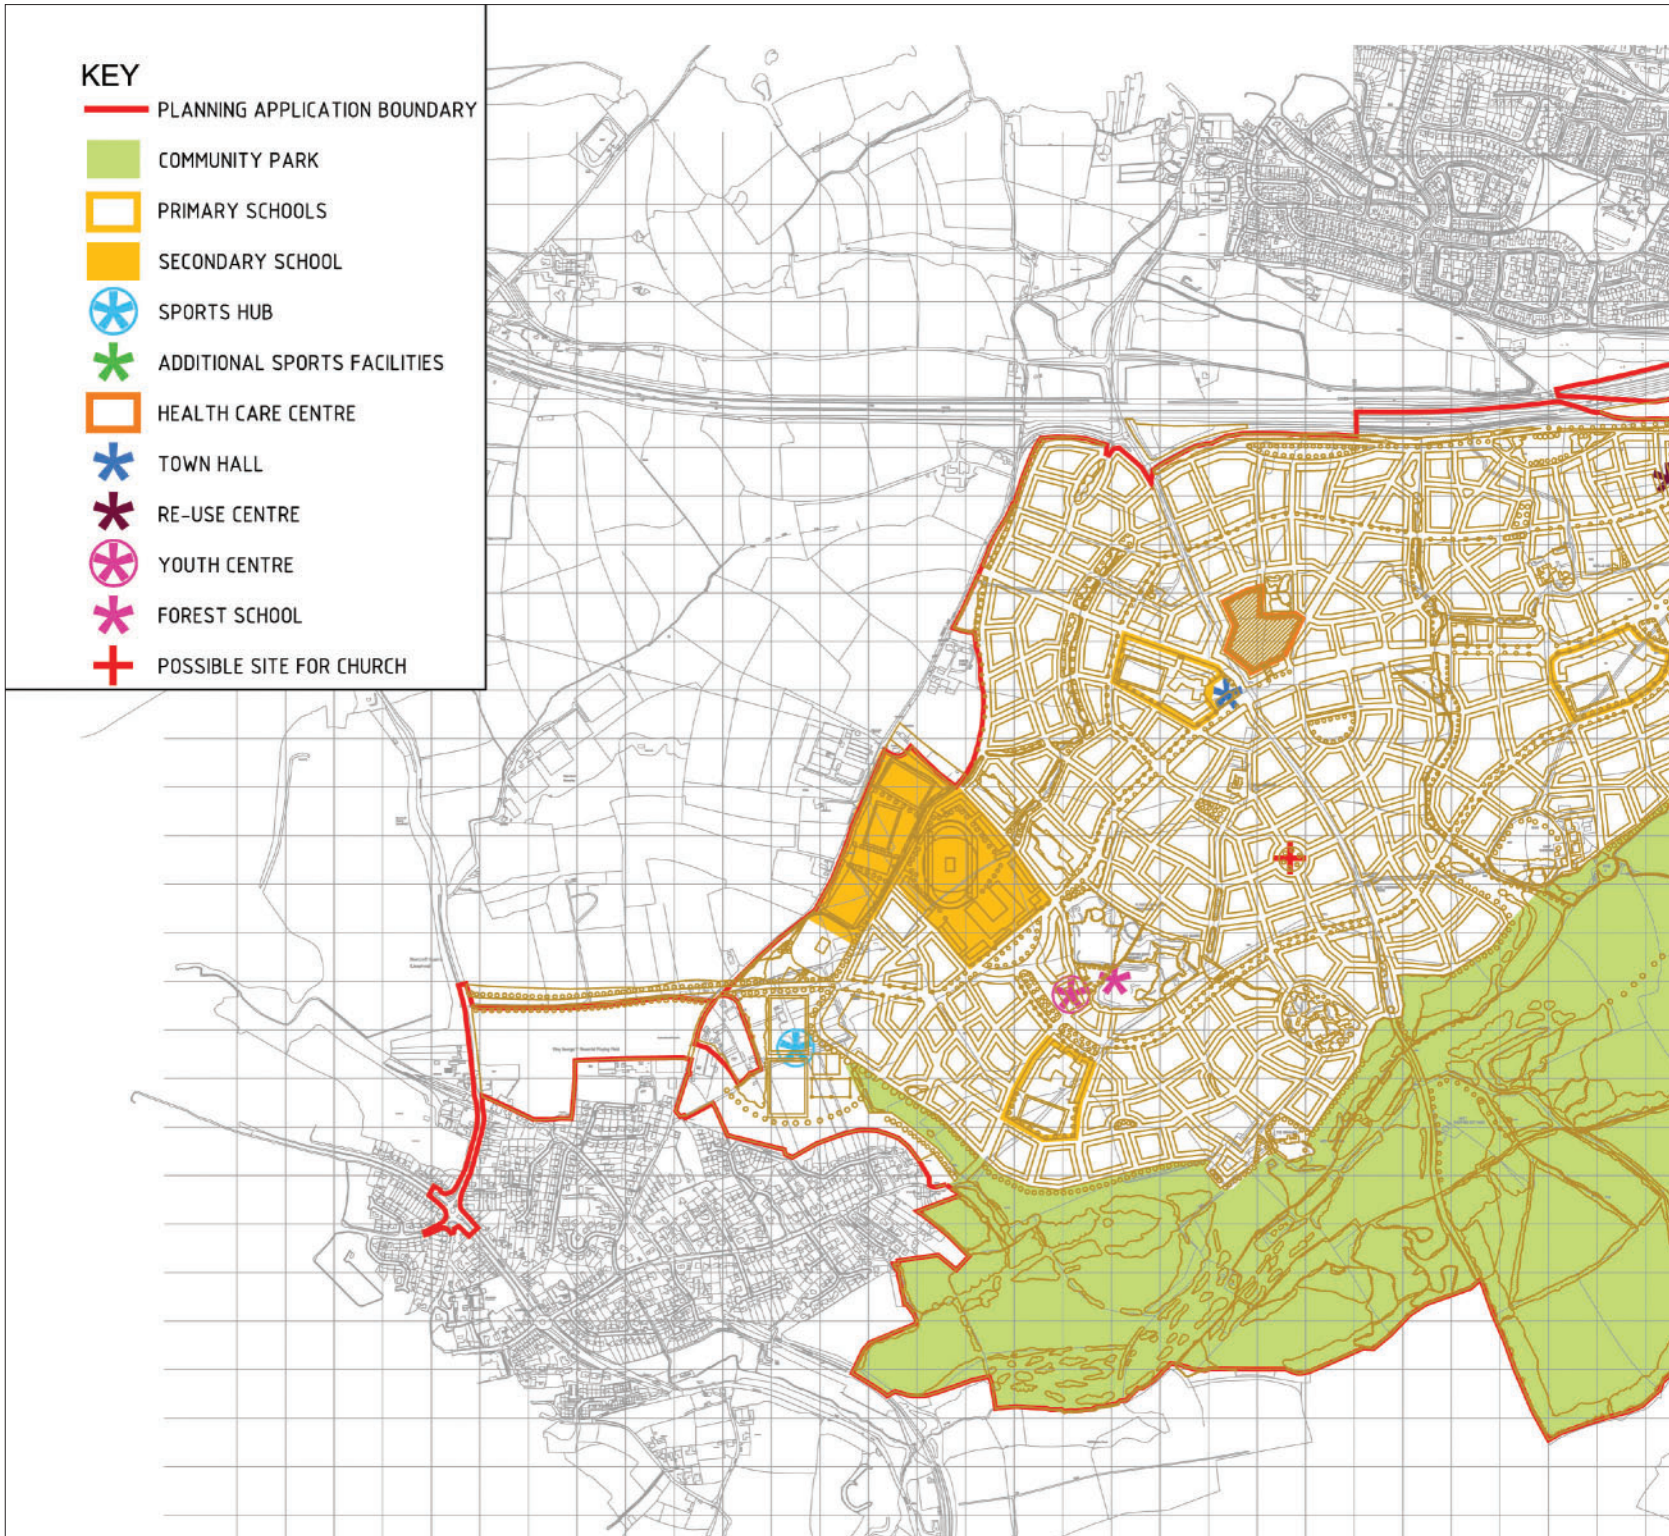 KEY
PLANNING APPLICATION BOUNDARY
COMMUNITY PARK
PRIMARY SCHOOLS
SECONDARY SCHOOL
SPORTS HUB
ADDITIONAL SPORTS FACILITIES
HEALTH CARE CENTRE
TOWN HALL
RE-USE CENTRE
YOUTH CENTRE
FOREST SCHOOL
POSSIBLE SITE FOR CHURCH